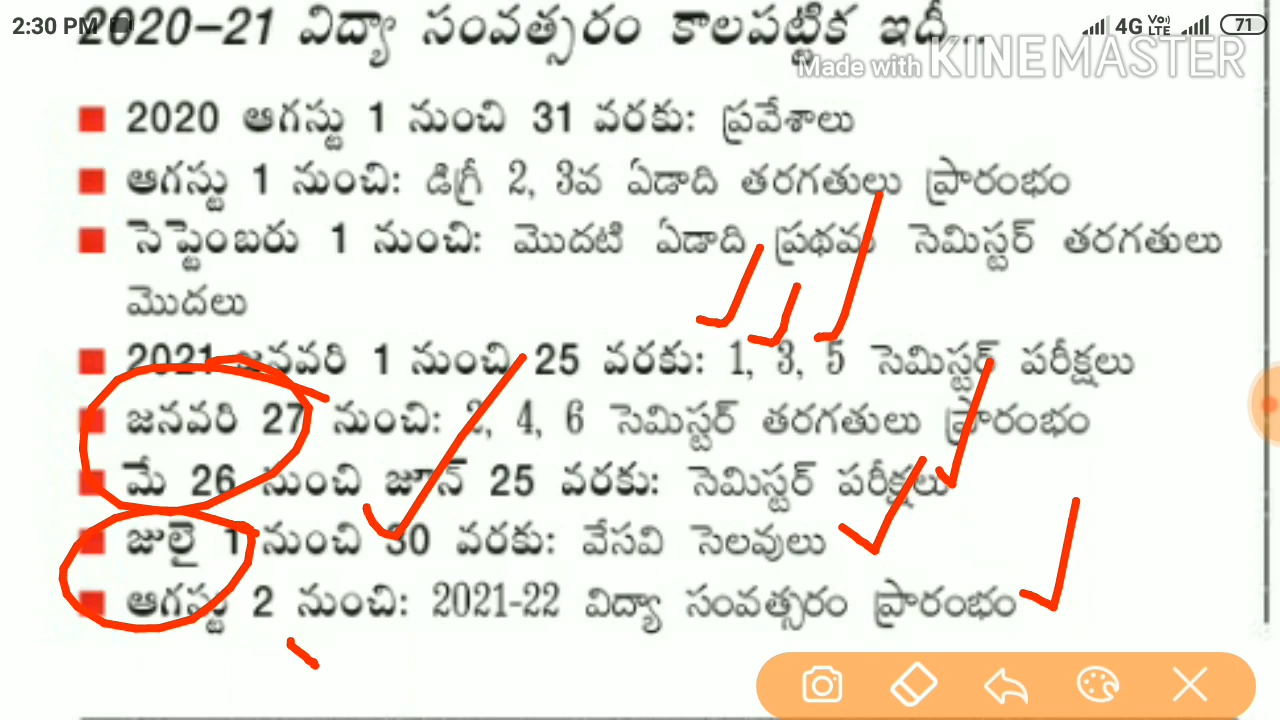 2:30 PM
4G Vo)) LTE 71
2020-21 విద్యా సంవత్సరం కాలపట్టిక ఇదీ...
Made with KINEMASTER
2020 ఆగస్టు 1 నుంచి 31 వరకు: ప్రవేశాలు
ఆగస్టు 1 నుంచి: డిగ్రీ 2, 3వ ఏడాది తరగతులు ప్రారంభం
సెప్టెంబరు 1 నుంచి: మొదటి ఏడాది ప్రథమ సెమిస్టర్ తరగతులు
మొదలు
2021 జనవరి 1 నుంచి 25 వరకు: 1, 3, 5 సెమిస్టర్ పరీక్షలు
జనవరి 27 నుంచి: 2, 4, 6 సెమిస్టర్ తరగతులు ప్రారంభం
మే 26 నుంచి జూన్ 25 వరకు: సెమిస్టర్ పరీక్షలు
జులై 1 నుంచి 30 వరకు: వేసవి సెలవులు
ఆగస్టు 2 నుంచి: 2021-22 విద్యా సంవత్సరం ప్రారంభం